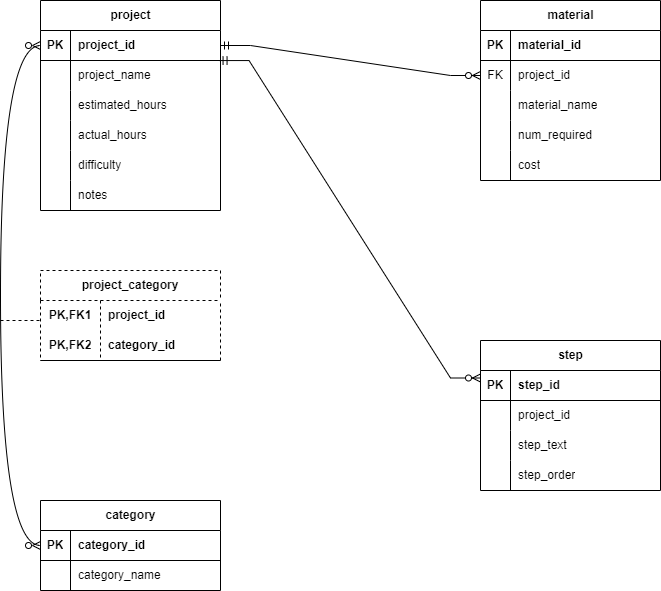 project
PK project_id
project_name
estimated_hours
actual_hours
difficulty
notes
material
PK material_id
FK project_id
material_name
num_required
cost
project_category
PK,FK1 project_id
PK,FK2 category_id
step
PK step_id
project_id
step_text
step_order
category
PK category_id
category_name